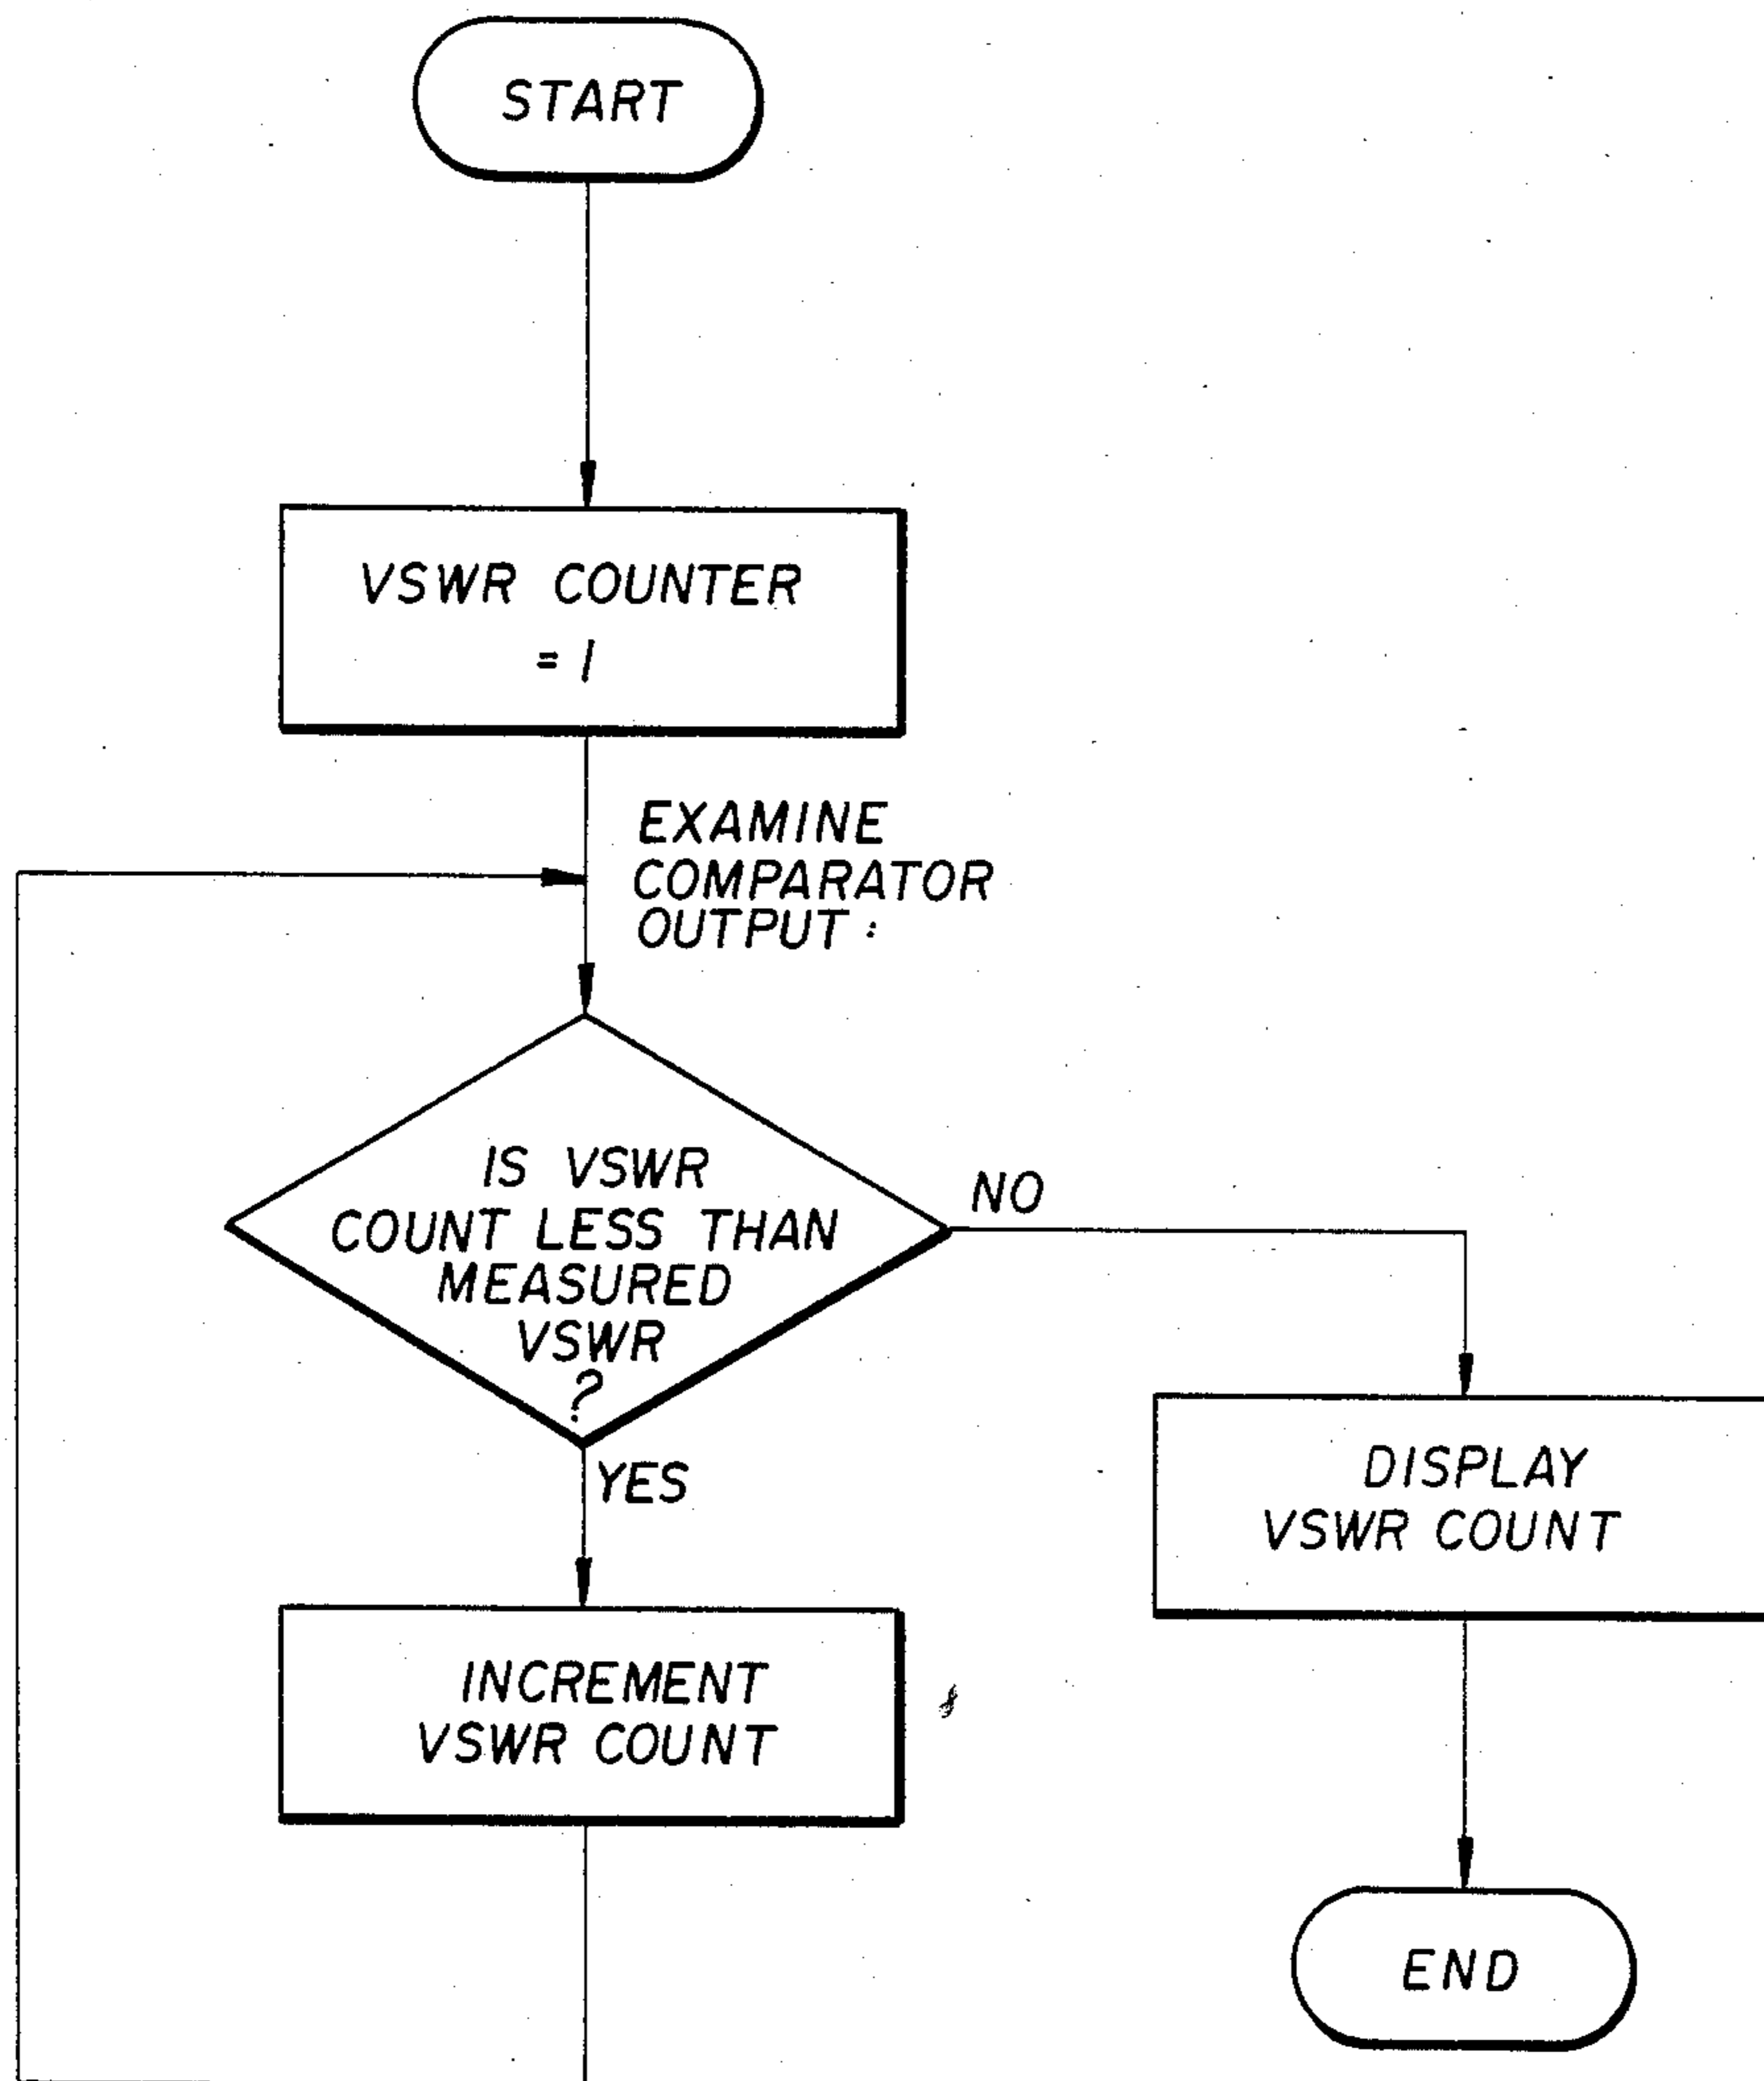 START
VSWR COUNTER
= 1
EXAMINE
COMPARATOR
OUTPUT:
IS VSWR
COUNT LESS THAN
MEASURED
VSWR
?
NO
YES
DISPLAY
VSWR COUNT
INCREMENT
VSWR COUNT
END